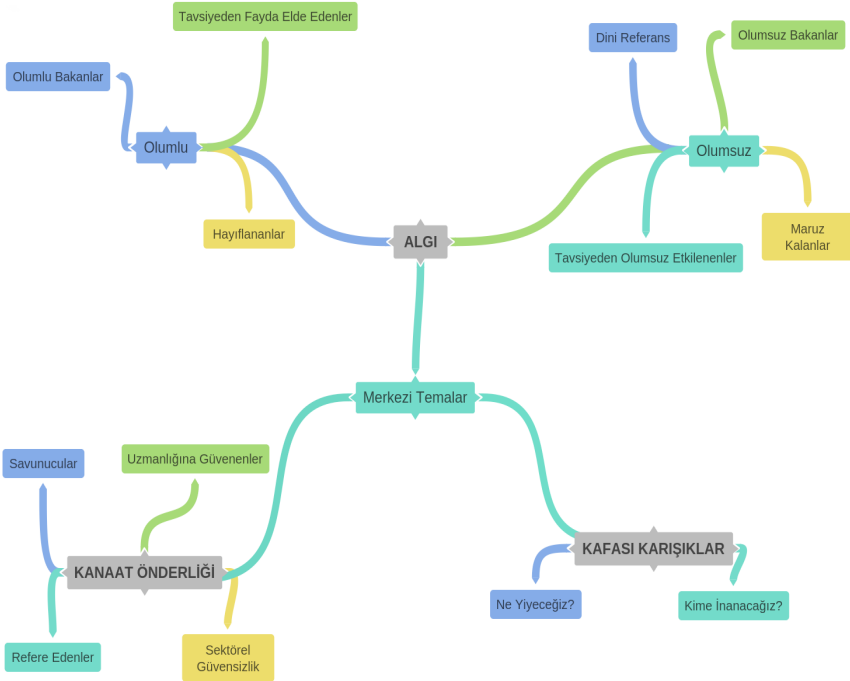 Tavsiyeden Fayda Elde Edenler
Olumlu Bakanlar
Olumlu
Hayıflananlar
Dini Referans
Olumsuz Bakanlar
Olumsuz
Tavsiyeden Olumsuz Etkilenenler
Maruz
Kalanlar
ALGI
Merkezi Temalar
Savunucular
Uzmanlığına Güvenenler
KANAAT ÖNDERLİĞİ
Refere Edenler
Sektörel
Güvensizlik
KAFASI KARIŞIKLAR
Ne Yiyeceğiz?
Kime İnanacağız?